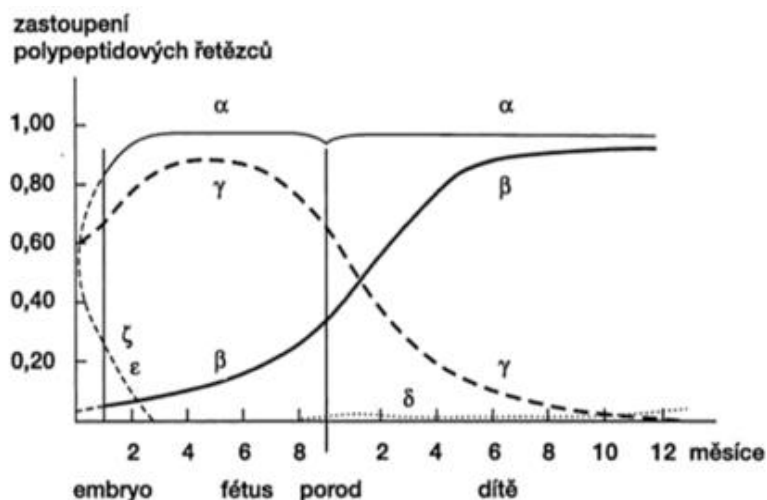 zastoupení
polypeptidových řetězců
α α
1,00
0,80
γ β
0,60
0,40
ζ
ε β γ
0,20
δ
2 4 6 8 2 4 6 8 10 12 měsíce
embryo fétus porod dítě